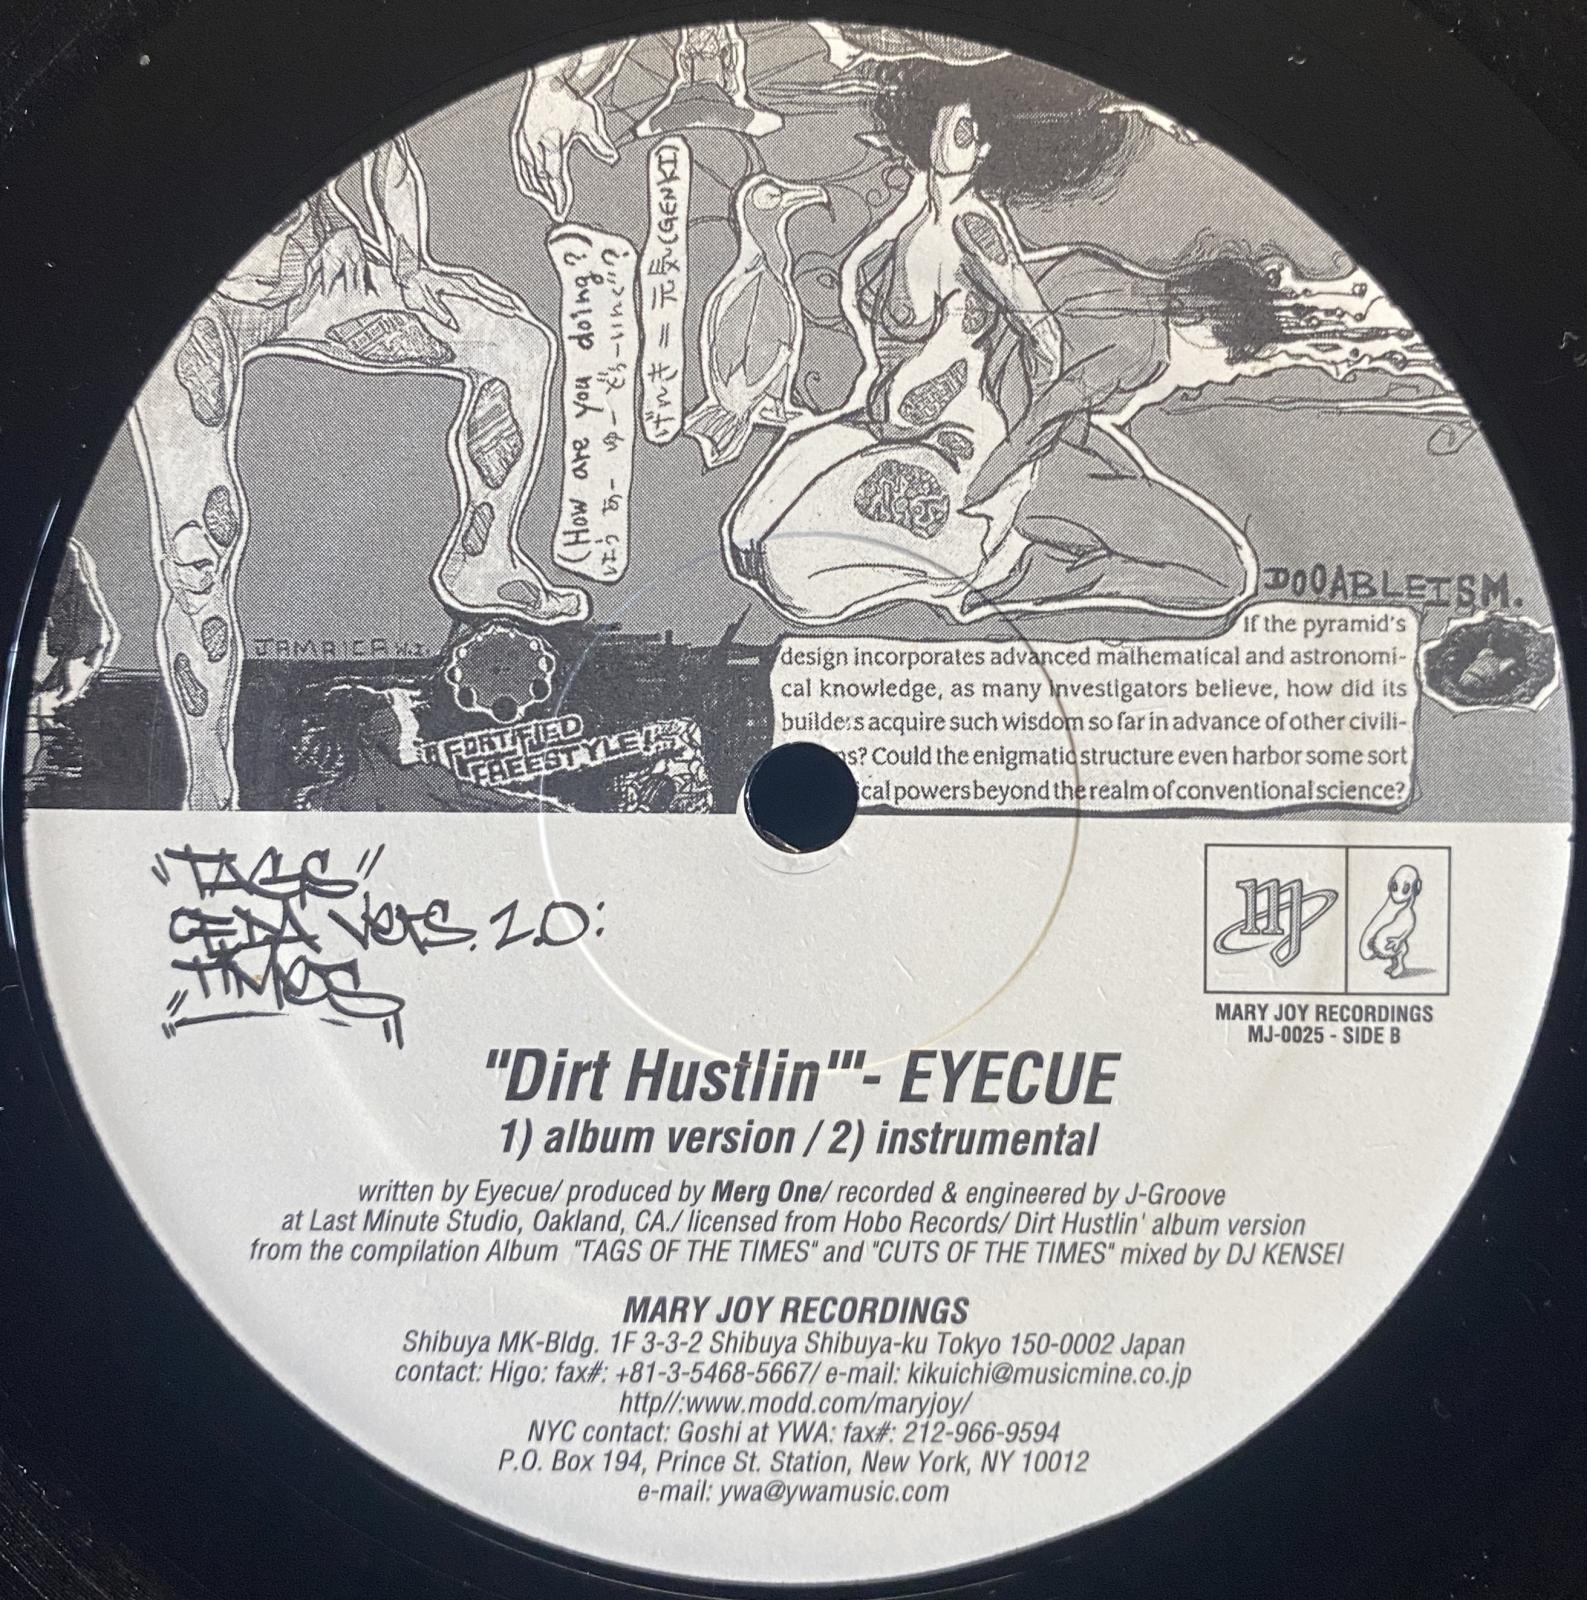 (How are you doing?)
げんき = 元気 (GENKI)
DOOABLEISM.
JAMAICA W.I.
A FORTIFIED
FREESTYLE!
If the pyramid's
design incorporates advanced mathematical and astronomi-
cal knowledge, as many investigators believe, how did its
builders acquire such wisdom so far in advance of other civili-
? Could the enigmatic structure even harbor some sort
powers beyond the realm of conventional science?
"TAGS
Vers. 1.0:
TIMES"
MARY JOY RECORDINGS
MJ-0025 - SIDE B
"Dirt Hustlin'"- EYECUE
1) album version / 2) instrumental
written by Eyecue/ produced by Merg One/ recorded & engineered by J-Groove
at Last Minute Studio, Oakland, CA./ licensed from Hobo Records/ Dirt Hustlin' album version
from the compilation Album "TAGS OF THE TIMES" and "CUTS OF THE TIMES" mixed by DJ KENSEI
MARY JOY RECORDINGS
Shibuya MK-Bldg. 1F 3-3-2 Shibuya Shibuya-ku Tokyo 150-0002 Japan
contact: Higo: fax#: +81-3-5468-5667/ e-mail: kikuichi@musicmine.co.jp
http//:www.modd.com/maryjoy/
NYC contact: Goshi at YWA: fax#: 212-966-9594
P.O. Box 194, Prince St. Station, New York, NY 10012
e-mail: ywa@ywamusic.com